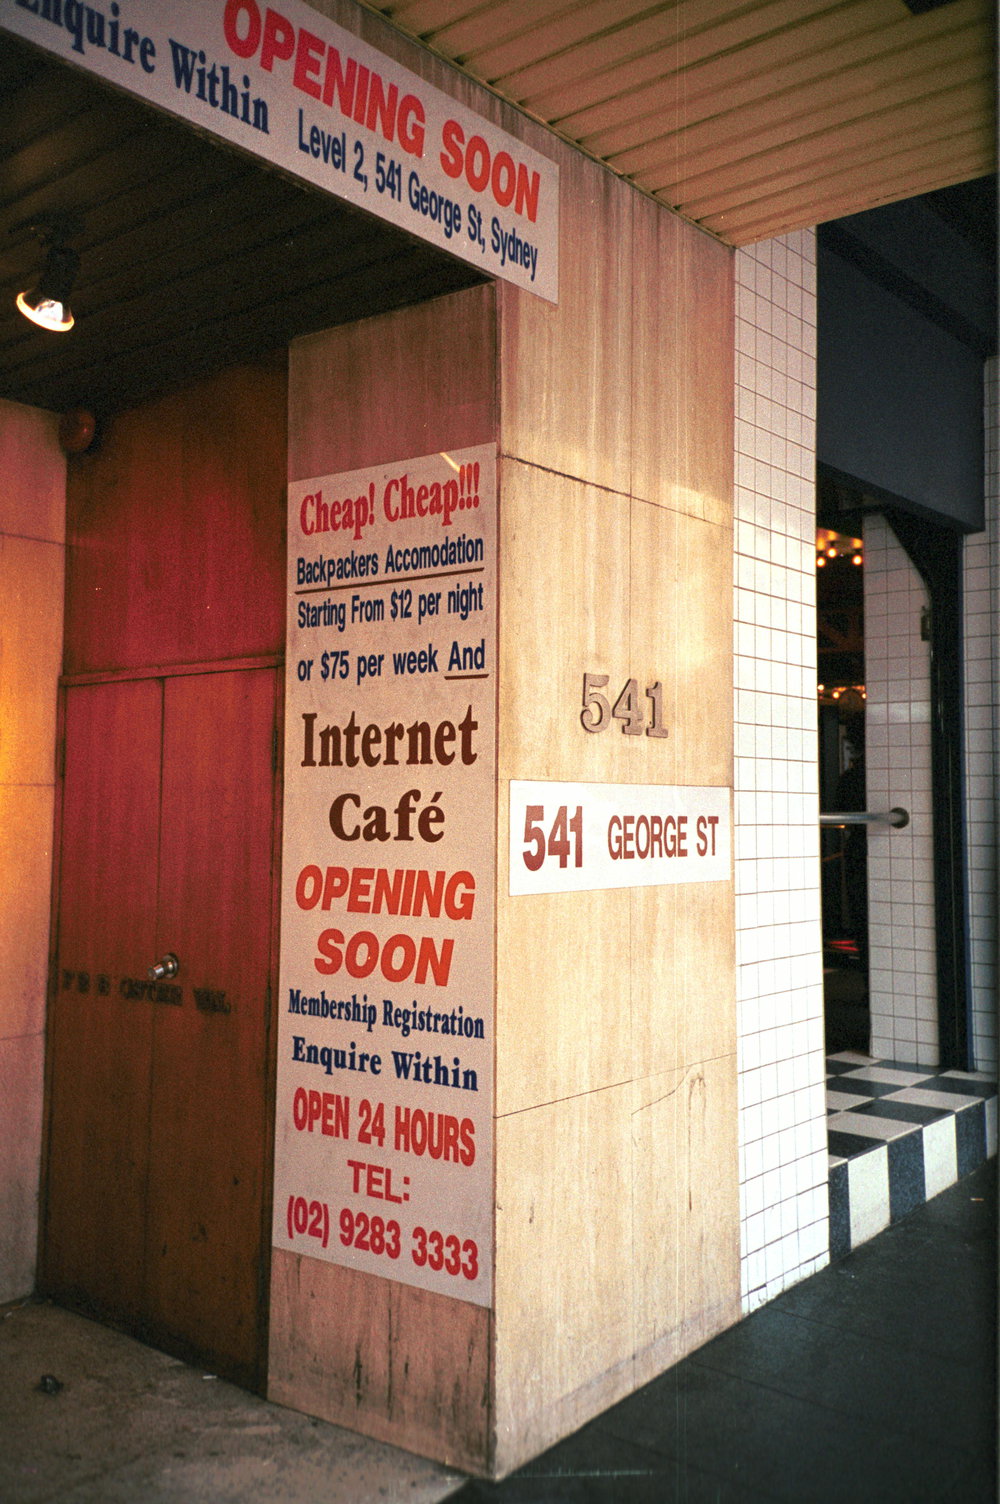 OPENING SOON
Enquire Within Level 2, 541 George St, Sydney
Cheap! Cheap!!!
Backpackers Accomodation
Starting From $12 per night
or $75 per week And
Internet
Café
OPENING
SOON
Membership Registration
Enquire Within
OPEN 24 HOURS
TEL:
(02) 9283 3333
541
541 GEORGE ST